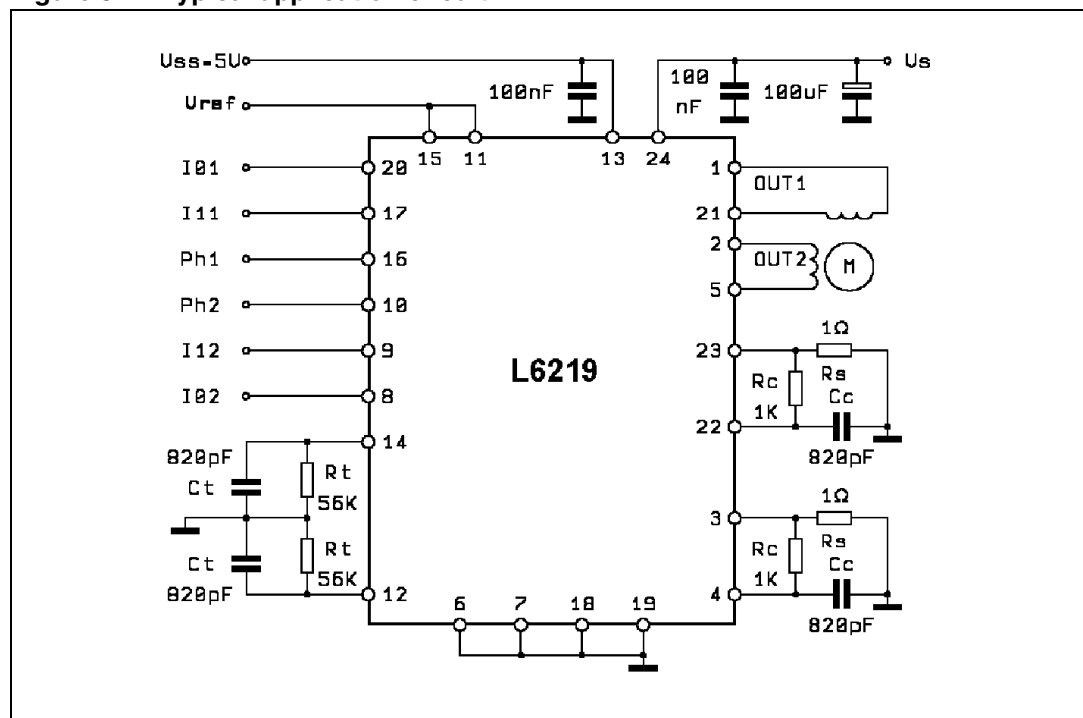 Uss=5V
Uref
100nF
100
nF
100uF
Us
15
11
13
24
I01
20
I11
17
Ph1
16
Ph2
10
I12
9
I02
8
14
820pF
Ct
Rt
56K
Ct
820pF
Rt
56K
12
L6219
1
OUT1
21
2
OUT2
M
5
23
1Ω
Rs
Rc
1K
Cc
22
820pF
3
1Ω
Rs
Rc
1K
Cc
4
820pF
6
7
18
19